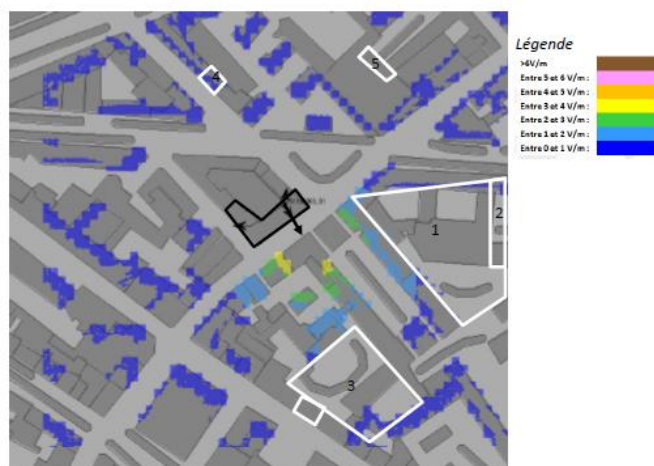 Légende
>6V/m
Entre 5 et 6 V/m :
Entre 4 et 5 V/m :
Entre 3 et 4 V/m :
Entre 2 et 3 V/m :
Entre 1 et 2 V/m :
Entre 0 et 1 V/m :
5
4
2
1
3